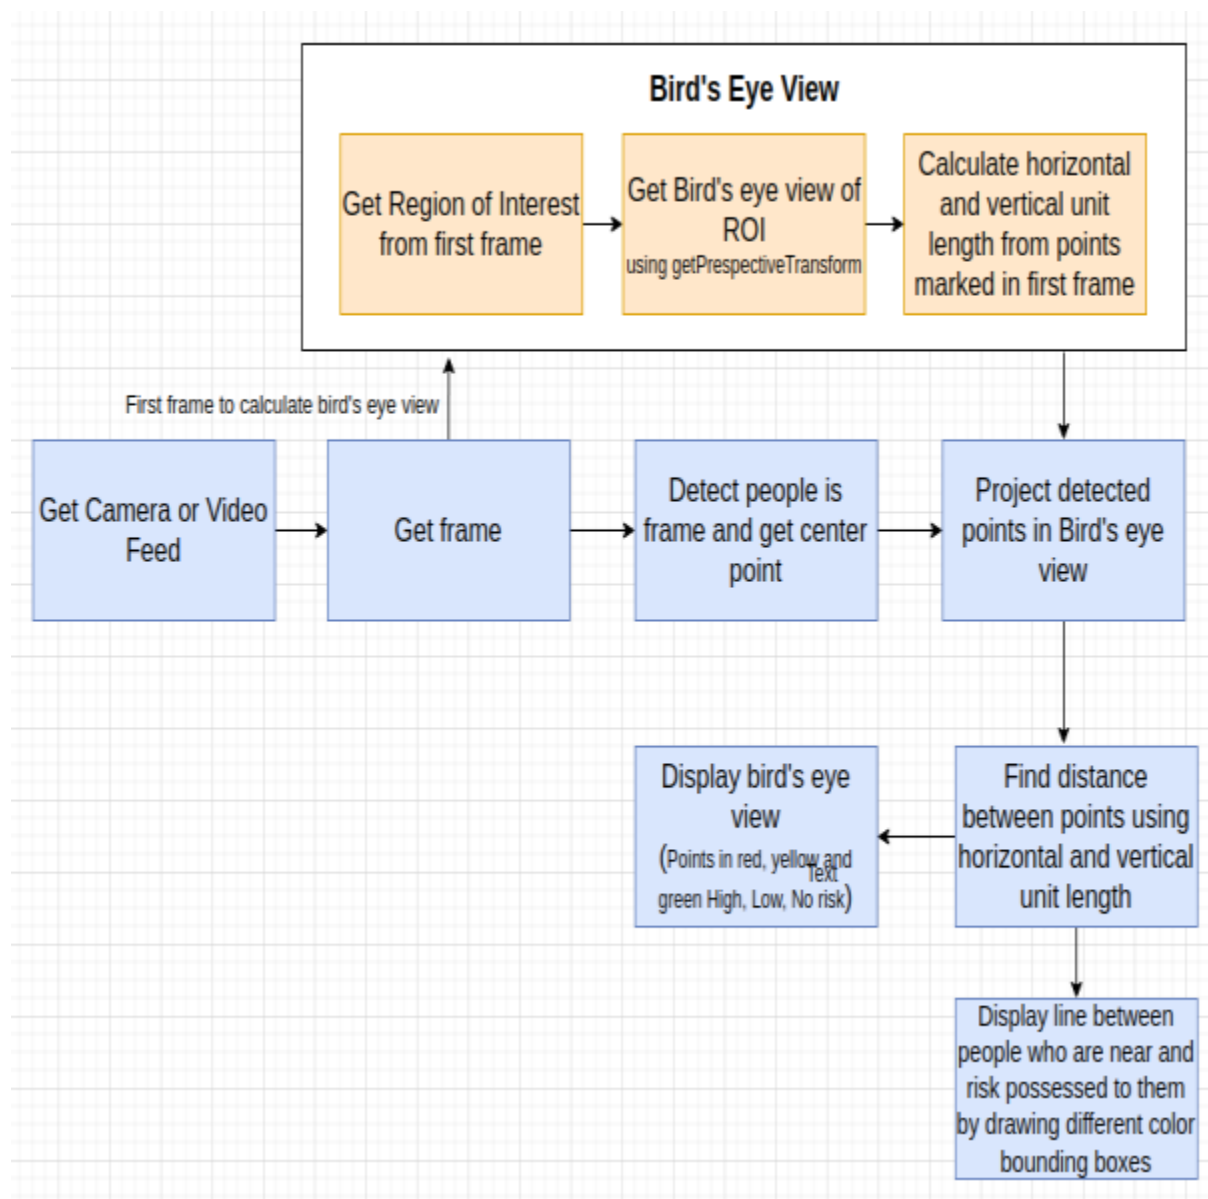 Bird's Eye View
Get Region of Interest
from first frame
Get Bird's eye view of
ROI
using getPrespectiveTransform
Calculate horizontal
and vertical unit
length from points
marked in first frame
First frame to calculate bird's eye view
Get Camera or Video
Feed
Get frame
Detect people is
frame and get center
point
Project detected
points in Bird's eye
view
Display bird's eye
view
(Points in red, yellow and
Text
green High, Low, No risk)
Find distance
between points using
horizontal and vertical
unit length
Display line between
people who are near and
risk possessed to them
by drawing different color
bounding boxes